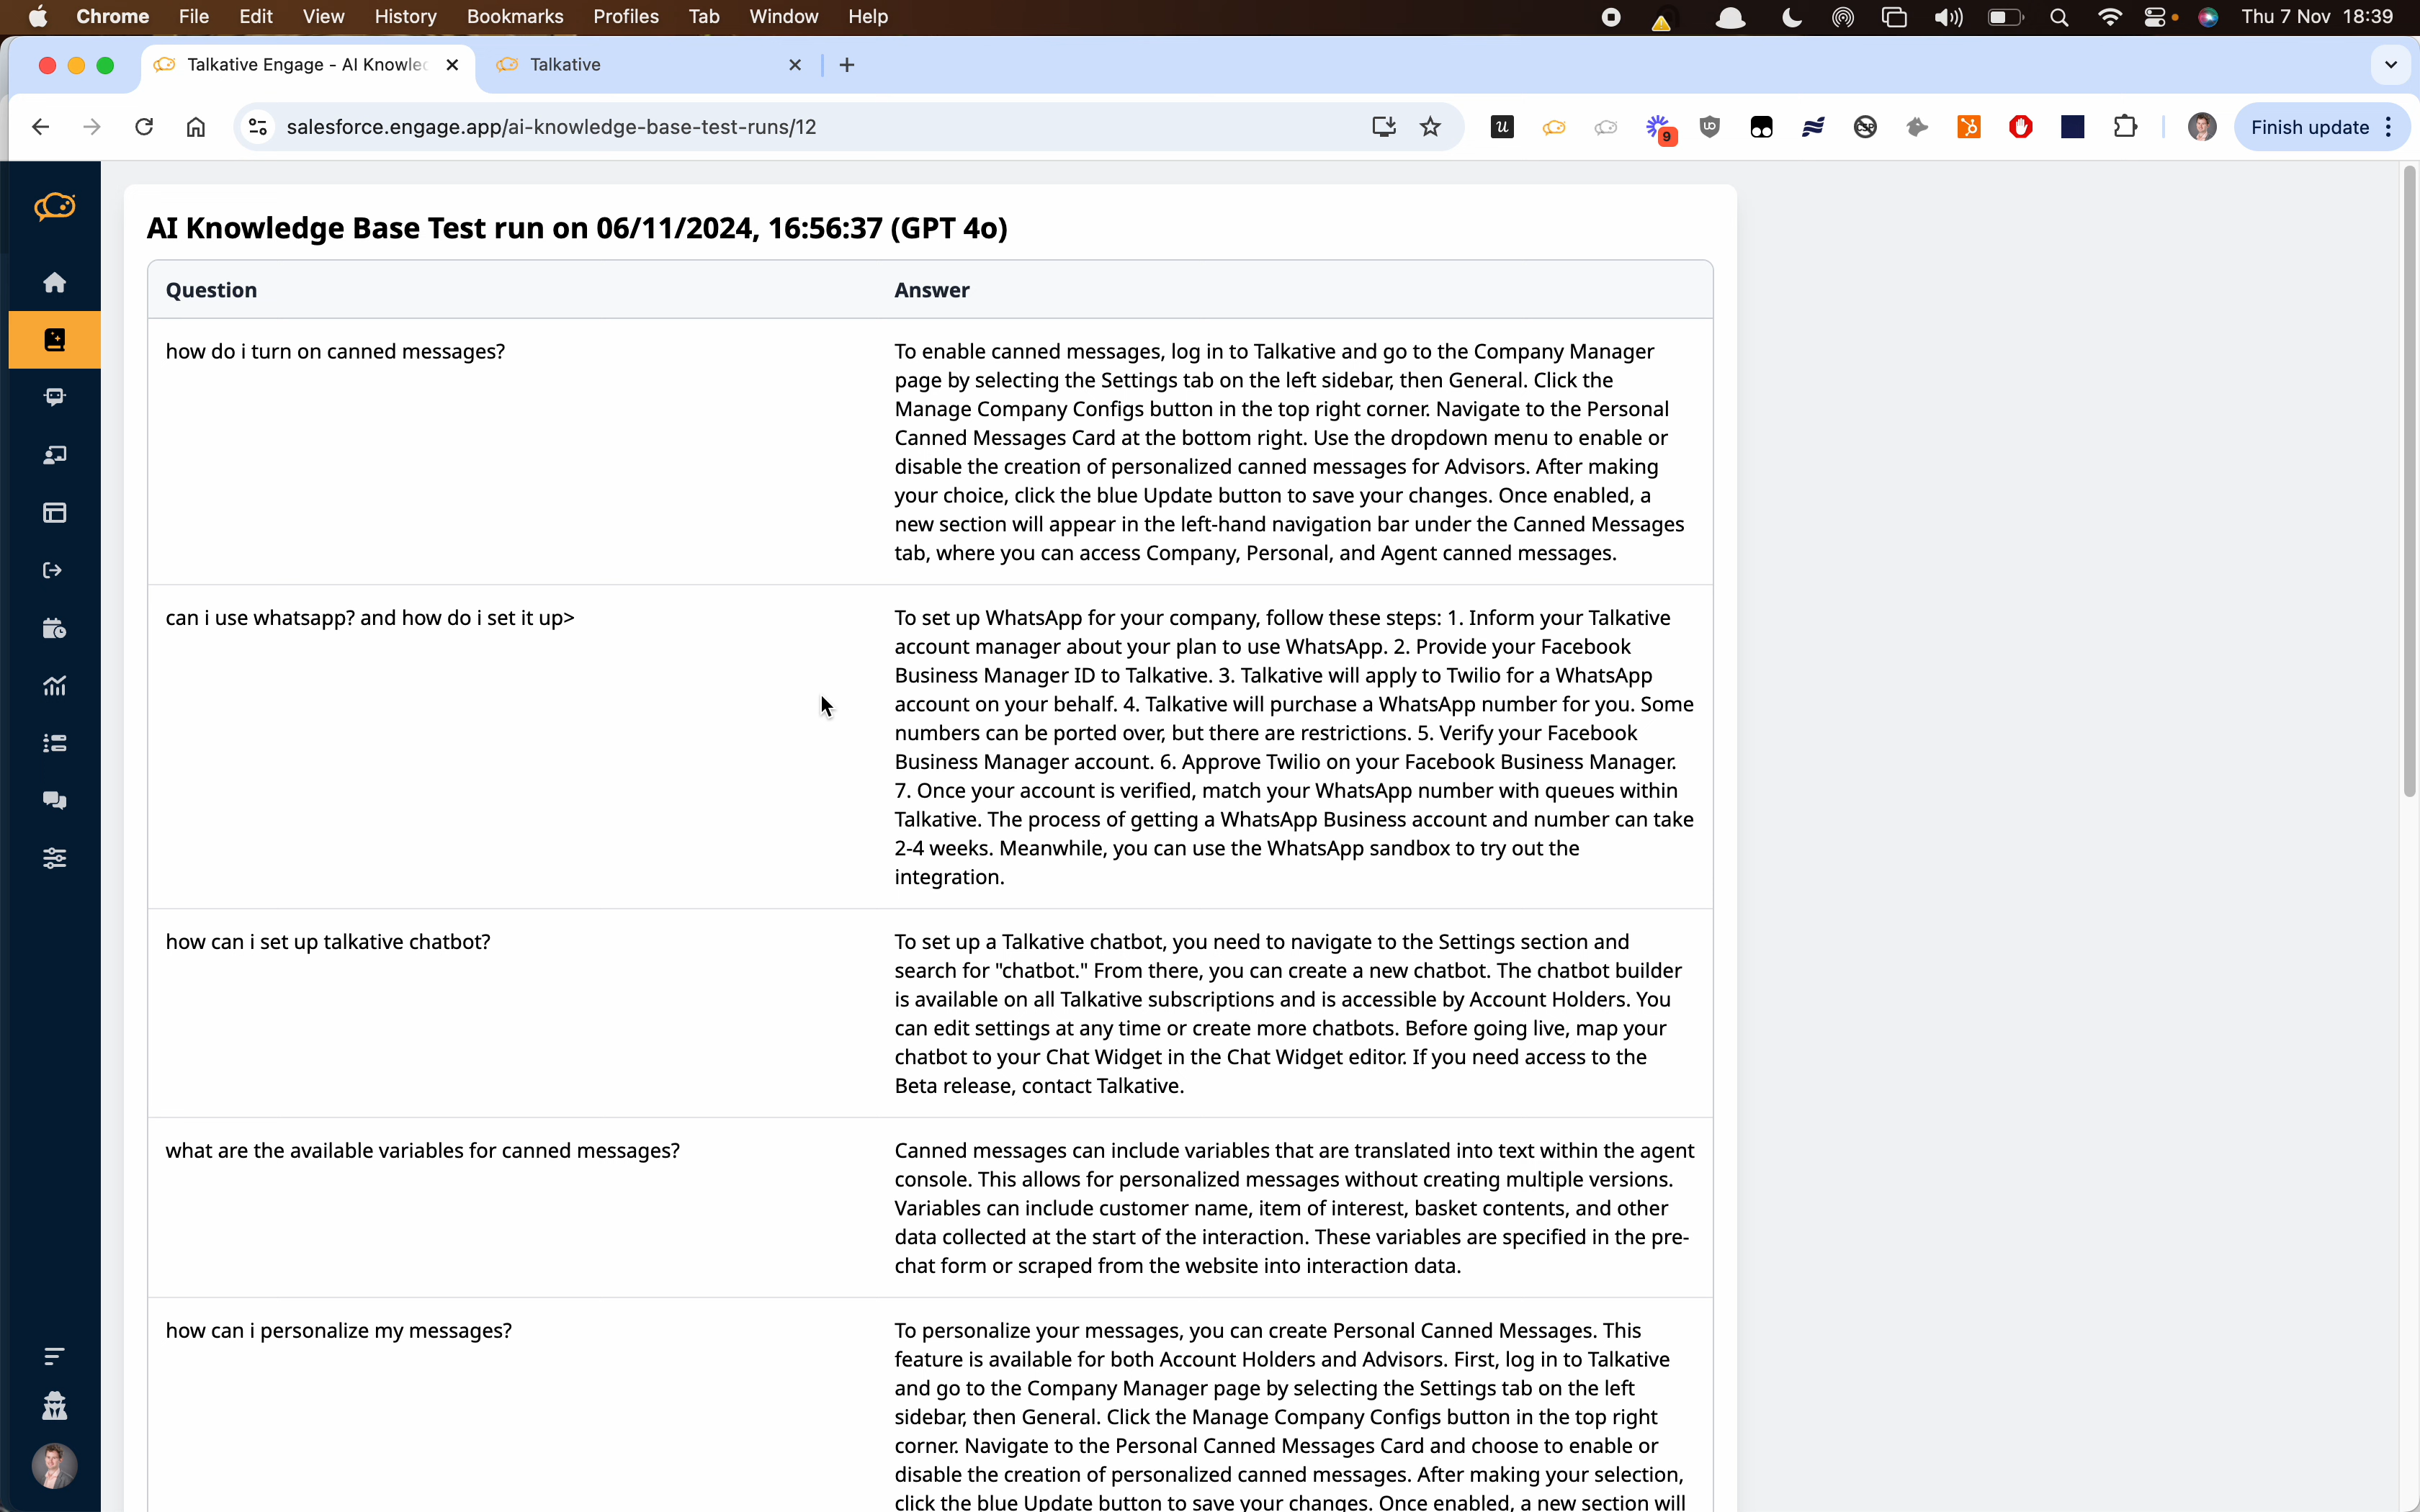 Chrome File Edit View History Bookmarks Profiles Tab Window Help
Thu 7 Nov 18:39
Talkative Engage - AI Knowle
Talkative
salesforce.engage.app/ai-knowledge-base-test-runs/12
9
Finish update
AI Knowledge Base Test run on 06/11/2024, 16:56:37 (GPT 4o)
Question
Answer
how do i turn on canned messages?
To enable canned messages, log in to Talkative and go to the Company Manager
page by selecting the Settings tab on the left sidebar, then General. Click the
Manage Company Configs button in the top right corner. Navigate to the Personal
Canned Messages Card at the bottom right. Use the dropdown menu to enable or
disable the creation of personalized canned messages for Advisors. After making
your choice, click the blue Update button to save your changes. Once enabled, a
new section will appear in the left-hand navigation bar under the Canned Messages
tab, where you can access Company, Personal, and Agent canned messages.
can i use whatsapp? and how do i set it up>
To set up WhatsApp for your company, follow these steps: 1. Inform your Talkative
account manager about your plan to use WhatsApp. 2. Provide your Facebook
Business Manager ID to Talkative. 3. Talkative will apply to Twilio for a WhatsApp
account on your behalf. 4. Talkative will purchase a WhatsApp number for you. Some
numbers can be ported over, but there are restrictions. 5. Verify your Facebook
Business Manager account. 6. Approve Twilio on your Facebook Business Manager.
7. Once your account is verified, match your WhatsApp number with queues within
Talkative. The process of getting a WhatsApp Business account and number can take
2-4 weeks. Meanwhile, you can use the WhatsApp sandbox to try out the
integration.
how can i set up talkative chatbot?
To set up a Talkative chatbot, you need to navigate to the Settings section and
search for "chatbot." From there, you can create a new chatbot. The chatbot builder
is available on all Talkative subscriptions and is accessible by Account Holders. You
can edit settings at any time or create more chatbots. Before going live, map your
chatbot to your Chat Widget in the Chat Widget editor. If you need access to the
Beta release, contact Talkative.
what are the available variables for canned messages?
Canned messages can include variables that are translated into text within the agent
console. This allows for personalized messages without creating multiple versions.
Variables can include customer name, item of interest, basket contents, and other
data collected at the start of the interaction. These variables are specified in the pre-
chat form or scraped from the website into interaction data.
how can i personalize my messages?
To personalize your messages, you can create Personal Canned Messages. This
feature is available for both Account Holders and Advisors. First, log in to Talkative
and go to the Company Manager page by selecting the Settings tab on the left
sidebar, then General. Click the Manage Company Configs button in the top right
corner. Navigate to the Personal Canned Messages Card and choose to enable or
disable the creation of personalized canned messages. After making your selection,
click the blue Update button to save your changes. Once enabled, a new section will